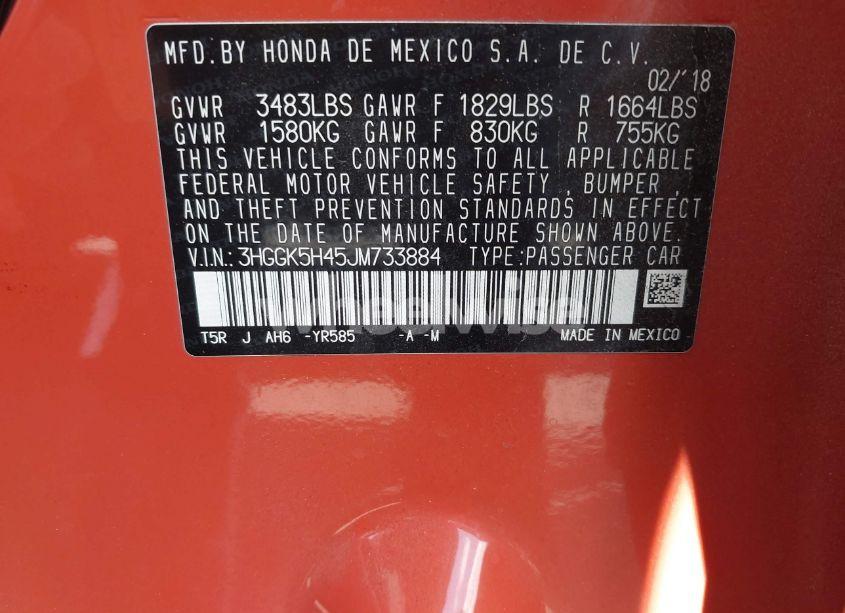 MFD.BY HONDA DE MEXICO S.A. DE C.V.
02/'18
GVWR 3483LBS GAWR F 1829LBS R 1664LBS
GVWR 1580KG GAWR F 830KG R 755KG
THIS VEHICLE CONFORMS TO ALL APPLICABLE
FEDERAL MOTOR VEHICLE SAFETY , BUMPER ,
AND THEFT PREVENTION STANDARDS IN EFFECT
ON THE DATE OF MANUFACTURE SHOWN ABOVE.
V.I.N.: 3HGGK5H45JM733884 TYPE:PASSENGER CAR
T5R J AH6 -YR585 -A -M MADE IN MEXICO